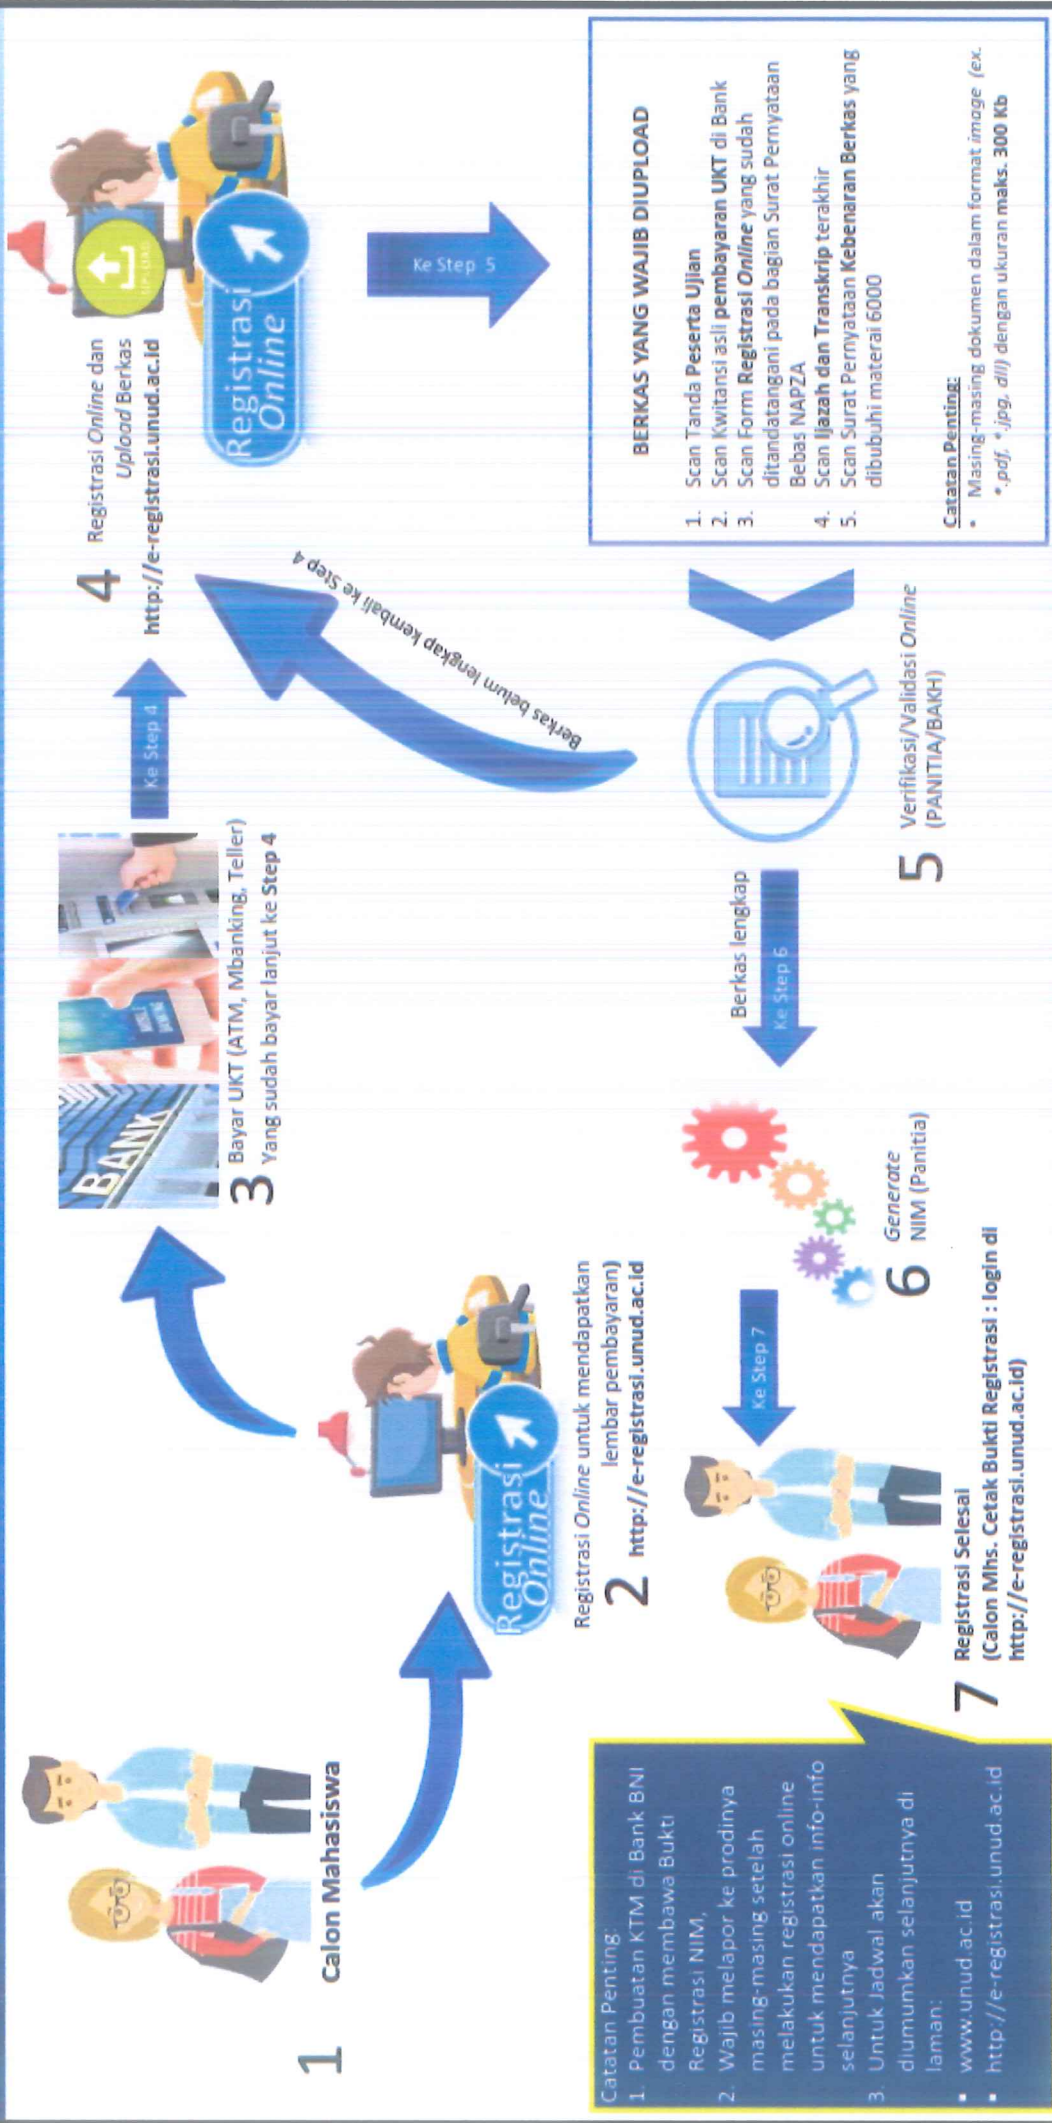 1
Calon Mahasiswa
Registrasi
Online
Registrasi Online untuk mendapatkan
lembar pembayaran)
2
http://e-registrasi.unud.ac.id
BANK
MOBILE
BANKING
3
Bayar UKT (ATM, Mbanking, Teller)
Yang sudah bayar lanjut ke Step 4
Ke Step 4
4
Registrasi Online dan
Upload Berkas
http://e-registrasi.unud.ac.id
UPLOAD
Registrasi
Online
Ke Step 5
BERKAS YANG WAJIB DIUPLOAD
1. Scan Tanda Peserta Ujian
2. Scan Kwitansi asli pembayaran UKT di Bank
3. Scan Form Registrasi Online yang sudah
ditandatangani pada bagian Surat Pernyataan
Bebas NAPZA
4. Scan Ijazah dan Transkrip terakhir
5. Scan Surat Pernyataan Kebenaran Berkas yang
dibubuhi materai 6000
Catatan Penting:
• Masing-masing dokumen dalam format image (ex.
*.pdf, *.jpg, dll) dengan ukuran maks. 300 Kb
Berkas belum lengkap kembali ke Step 4
5
Verifikasi/Validasi Online
(PANITIA/BAKH)
Berkas lengkap
Ke Step 6
6
Generate
NIM (Panitia)
Ke Step 7
7
Registrasi Selesai
(Calon Mhs. Cetak Bukti Registrasi : login di
http://e-registrasi.unud.ac.id)
Catatan Penting:
1. Pembuatan KTM di Bank BNI
dengan membawa Bukti
Registrasi NIM,
2. Wajib melapor ke prodinya
masing-masing setelah
melakukan registrasi online
untuk mendapatkan info-info
selanjutnya
3. Untuk Jadwal akan
diumumkan selanjutnya di
laman:
▪ www.unud.ac.id
▪ http://e-registrasi.unud.ac.id